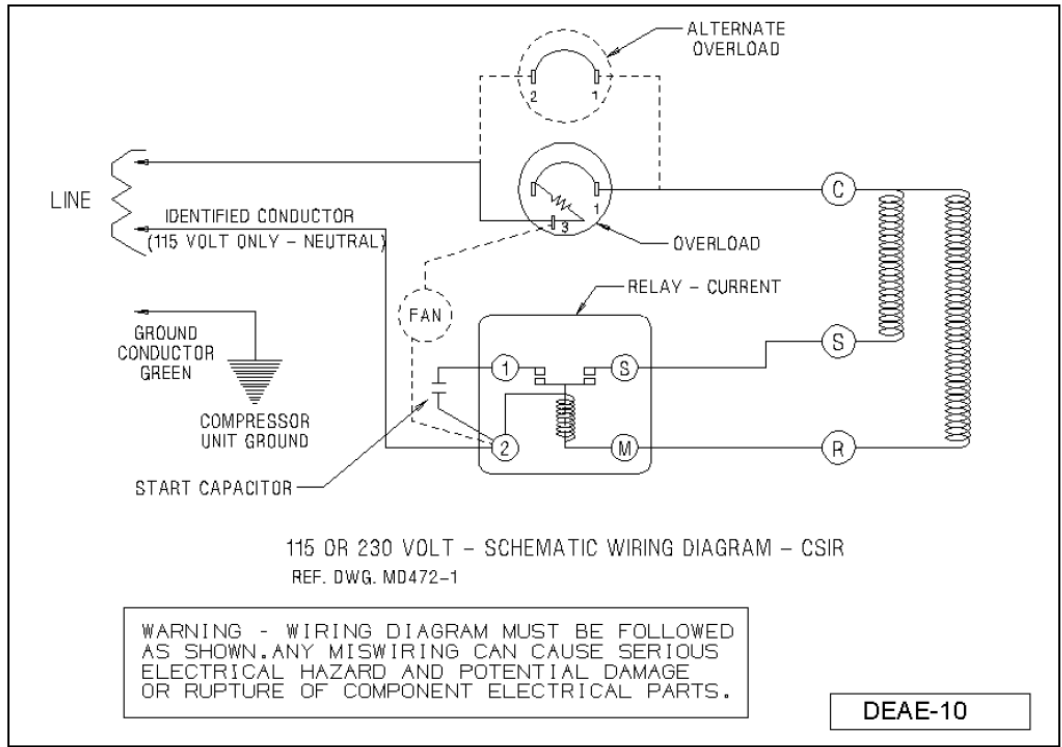 ALTERNATE
OVERLOAD
2
1
LINE
1
C
IDENTIFIED CONDUCTOR
(115 VOLT ONLY - NEUTRAL)
3
OVERLOAD
RELAY - CURRENT
FAN
GROUND
CONDUCTOR
GREEN
S
1
S
COMPRESSOR
UNIT GROUND
2
M
R
START CAPACITOR
115 OR 230 VOLT - SCHEMATIC WIRING DIAGRAM - CSIR
REF. DWG. MD472-1
WARNING - WIRING DIAGRAM MUST BE FOLLOWED
AS SHOWN.ANY MISWIRING CAN CAUSE SERIOUS
ELECTRICAL HAZARD AND POTENTIAL DAMAGE
OR RUPTURE OF COMPONENT ELECTRICAL PARTS.
DEAE-10